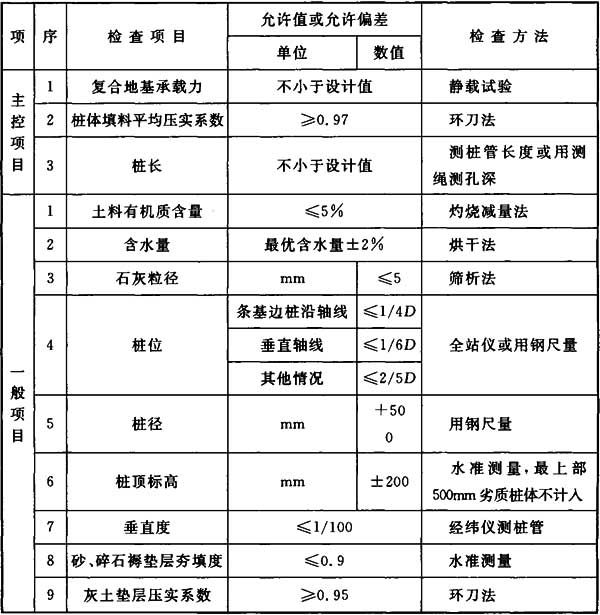 项 序 检查项目 允许值或允许偏差 检查方法
单位 数值
主控项目
1 复合地基承载力 不小于设计值 静载试验
2 桩体填料平均压实系数 ≥0.97 环刀法
3 桩长 不小于设计值 测桩管长度或用测
绳测孔深
一般项目
1 土料有机质含量 ≤5% 灼烧减量法
2 含水量 最优含水量±2% 烘干法
3 石灰粒径 mm ≤5 筛析法
4 桩位 条基边桩沿轴线 ≤1/4D 全站仪或用钢尺量
垂直轴线 ≤1/6D
其他情况 ≤2/5D
5 桩径 mm +50
0 用钢尺量
6 桩顶标高 mm ±200 水准测量,最上部
500mm劣质桩体不计入
7 垂直度 ≤1/100 经纬仪测桩管
8 砂、碎石褥垫层夯填度 ≤0.9 水准测量
9 灰土垫层压实系数 ≥0.95 环刀法